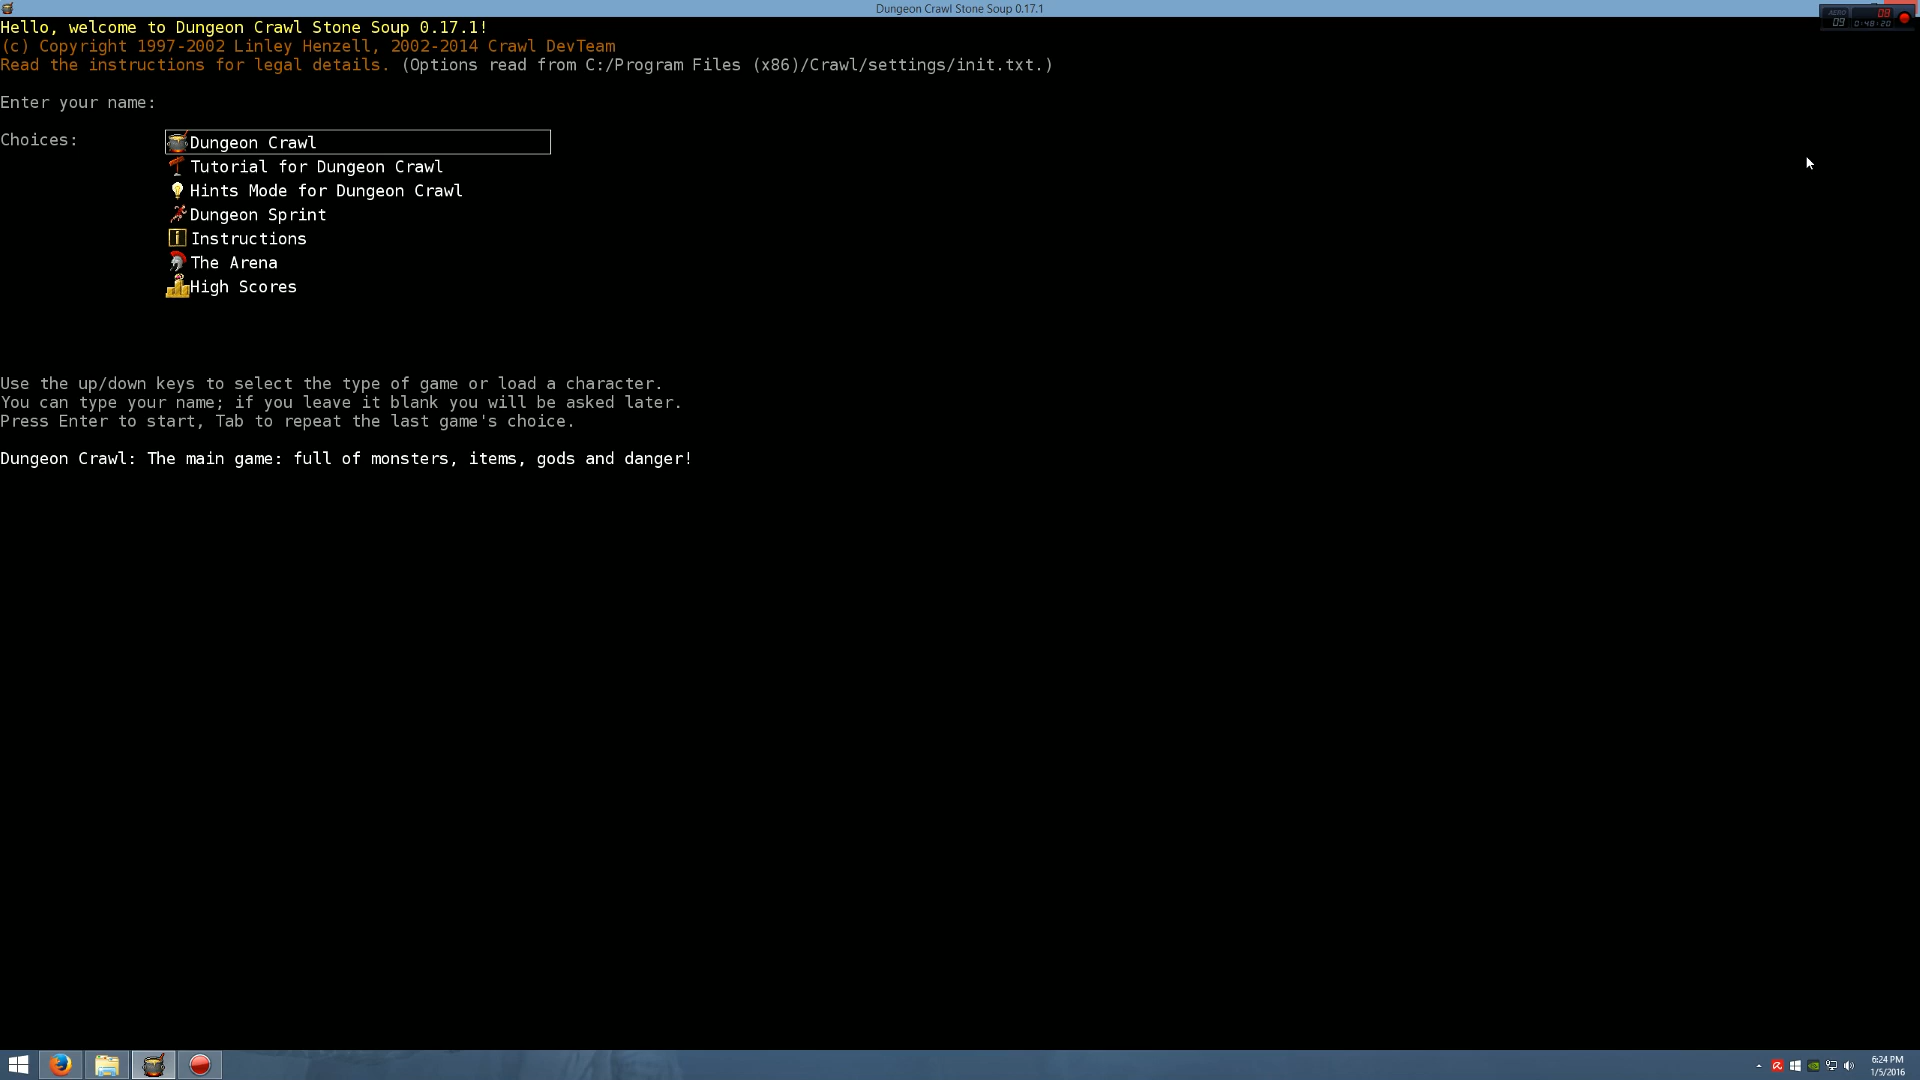 Dungeon Crawl Stone Soup 0.17.1
Hello, welcome to Dungeon Crawl Stone Soup 0.17.1!
(c) Copyright 1997-2002 Linley Henzell, 2002-2014 Crawl DevTeam
Read the instructions for legal details. (Options read from C:/Program Files (x86)/Crawl/settings/init.txt.)
Enter your name:
Choices:
Dungeon Crawl
Tutorial for Dungeon Crawl
Hints Mode for Dungeon Crawl
Dungeon Sprint
Instructions
The Arena
High Scores
Use the up/down keys to select the type of game or load a character.
You can type your name; if you leave it blank you will be asked later.
Press Enter to start, Tab to repeat the last game's choice.
Dungeon Crawl: The main game: full of monsters, items, gods and danger!
6:24 PM
1/5/2016